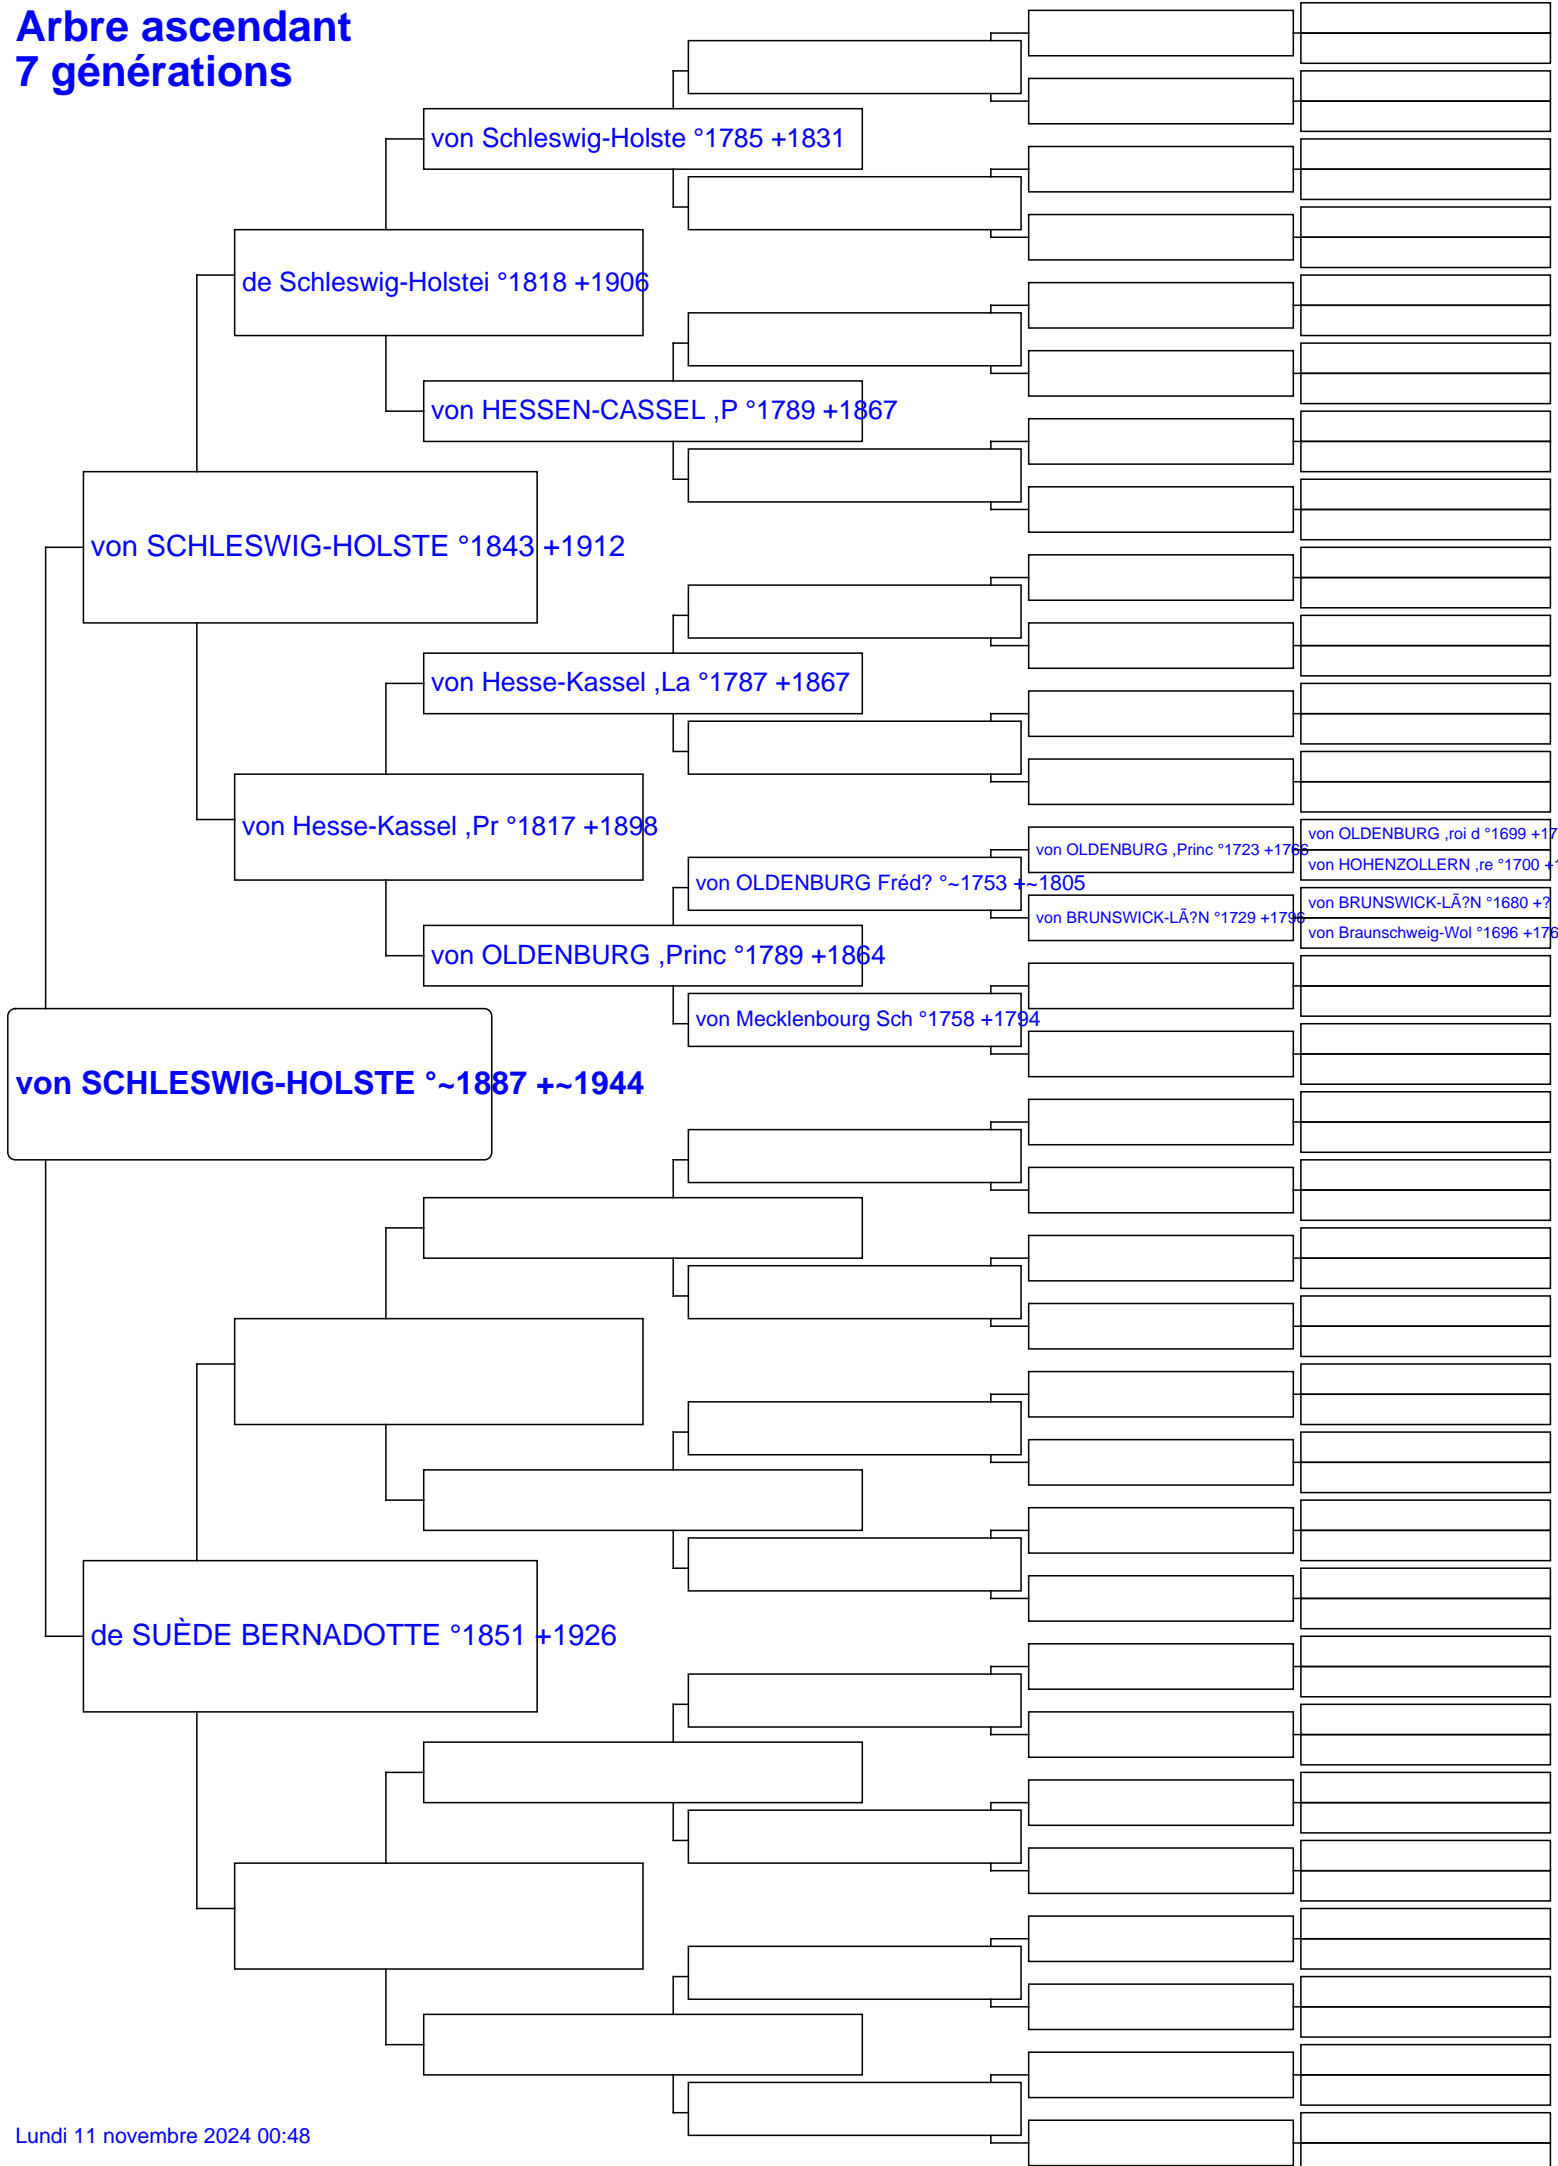 Arbre ascendant
7 générations
von Schleswig-Holste °1785 +1831
de Schleswig-Holstei °1818 +1906
von HESSEN-CASSEL ,P °1789 +1867
von SCHLESWIG-HOLSTE °1843 +1912
von Hesse-Kassel ,La °1787 +1867
von Hesse-Kassel ,Pr °1817 +1898
von OLDENBURG ,roi d °1699 +17
von OLDENBURG ,Princ °1723 +1766
von HOHENZOLLERN ,re °1700 +1
von OLDENBURG Fréd? °~1753 +~1805
von BRUNSWICK-LÃ?N °1680 +?
von BRUNSWICK-LÃ?N °1729 +1796
von Braunschweig-Wol °1696 +176
von OLDENBURG ,Princ °1789 +1864
von Mecklenbourg Sch °1758 +1794
von SCHLESWIG-HOLSTE °~1887 +~1944
de SUÈDE BERNADOTTE °1851 +1926
Lundi 11 novembre 2024 00:48